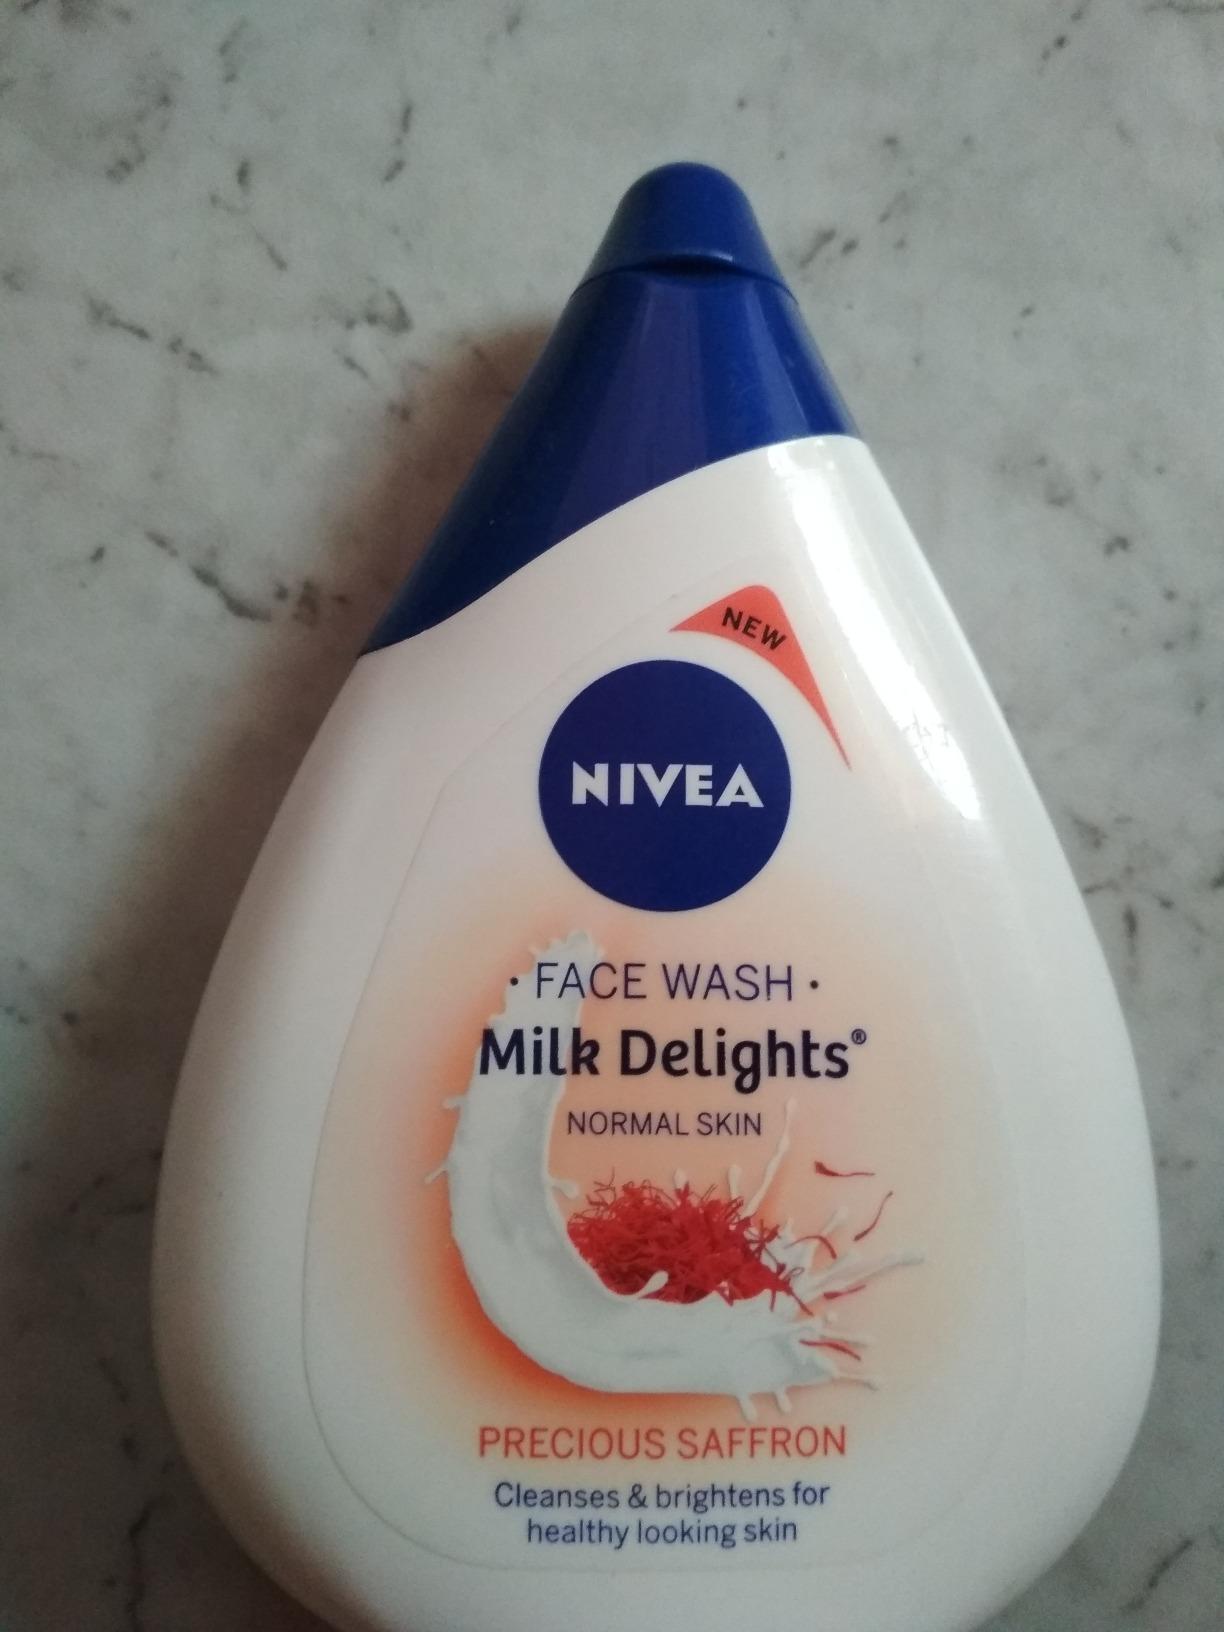 NEW
NIVEA
· FACE WASH ·
Milk Delights®
NORMAL SKIN
PRECIOUS SAFFRON
Cleanses & brightens for
healthy looking skin